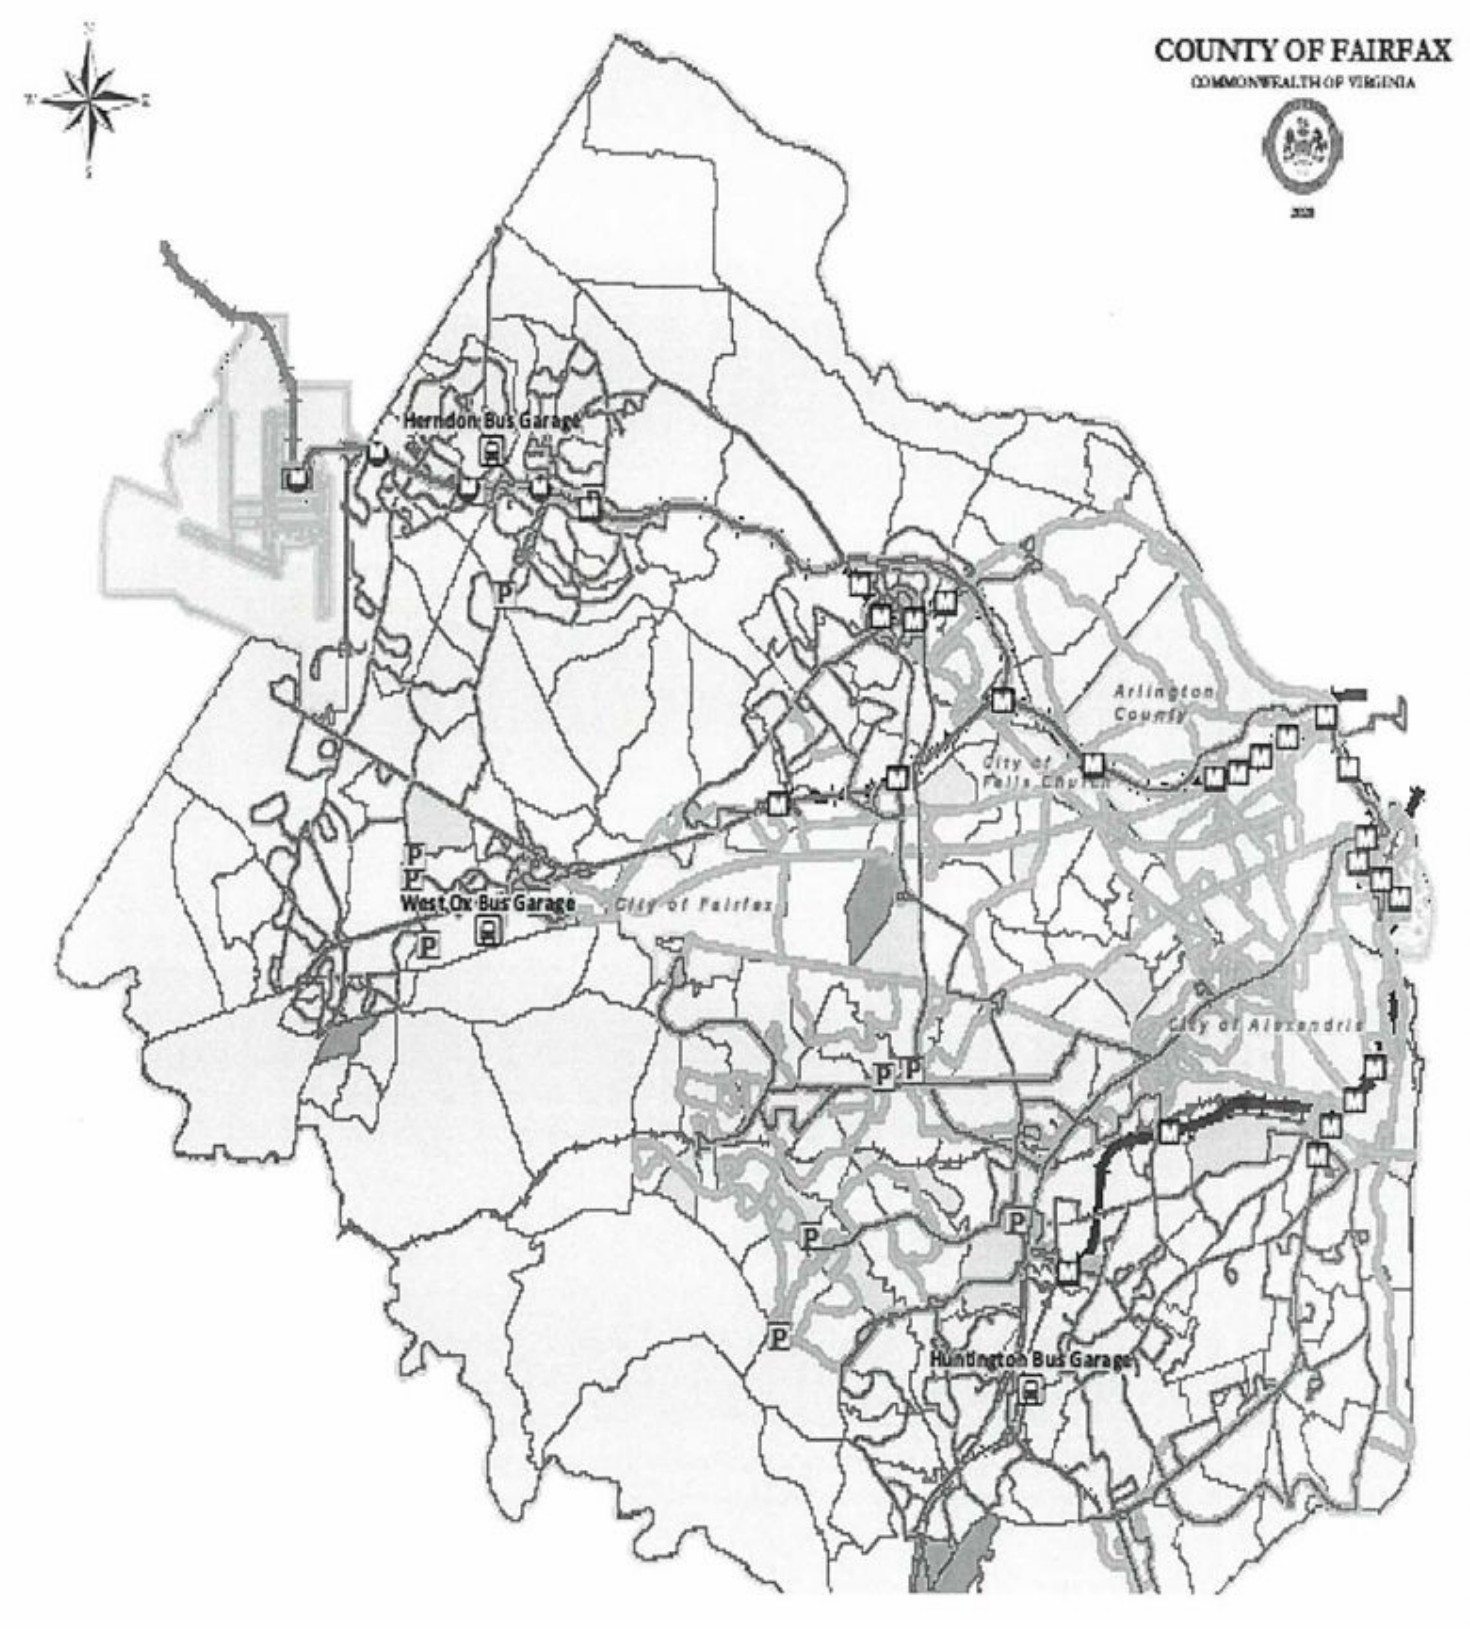 N
COUNTY OF FAIRFAX
COMMONWEALTH OF VIRGINIA
W E
S
2020
Herndon Bus Garage
P
Arlington
County
City of
Falls Church
P
P
West Ox Bus Garage
City of Fairfax
P
City of Alexandria
P P
P
P
P
Huntington Bus Garage
P